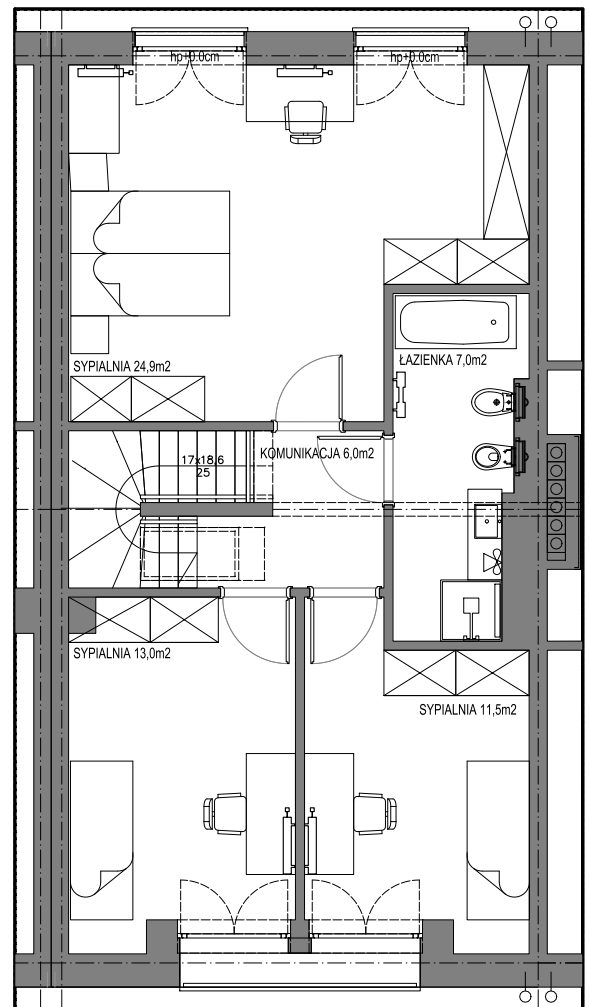 hp+0.0cm
hp+0.0cm
SYPIALNIA 24,9m2
ŁAZIENKA 7,0m2
KOMUNIKACJA 6,0m2
17x18,6
25
SYPIALNIA 13,0m2
SYPIALNIA 11,5m2